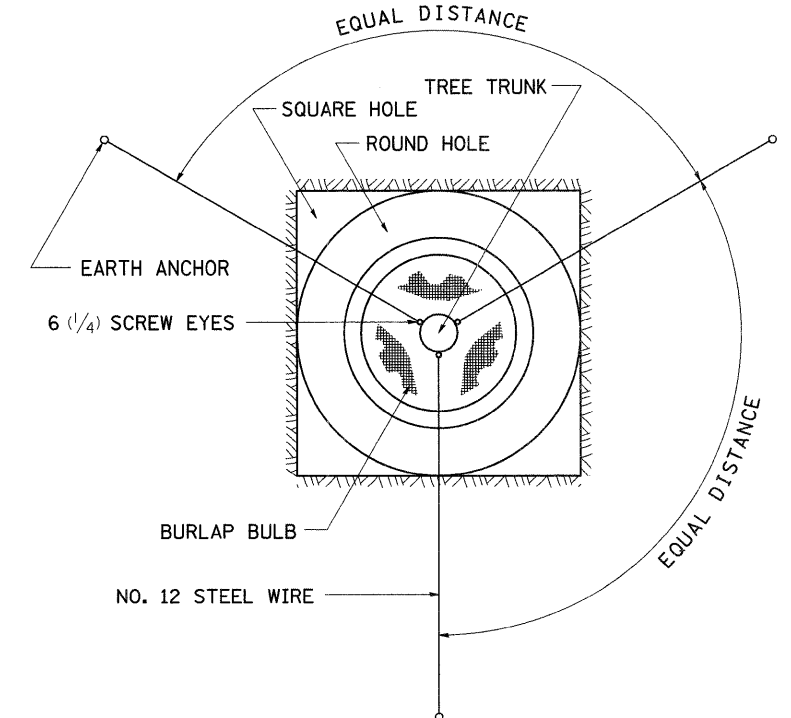 EQUAL DISTANCE
TREE TRUNK
SQUARE HOLE
ROUND HOLE
EARTH ANCHOR
6 (1/4) SCREW EYES
EQUAL DISTANCE
BURLAP BULB
NO. 12 STEEL WIRE